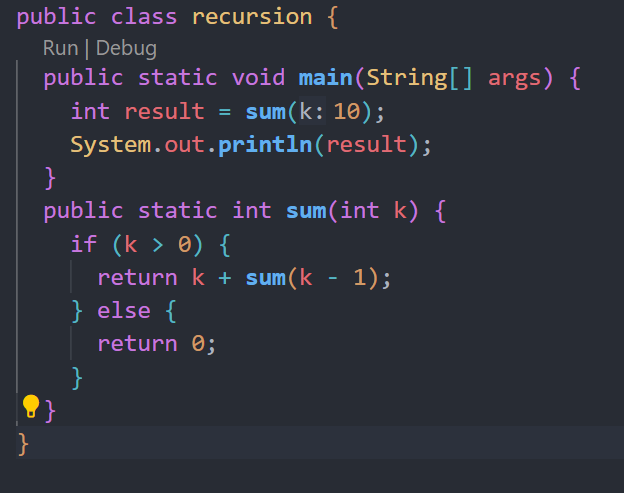 public class recursion {
Run | Debug
public static void main(String[] args) {
int result = sum(k: 10);
System.out.println(result);
}
public static int sum(int k) {
if (k > 0) {
return k + sum(k - 1);
} else {
return 0;
}
}
}